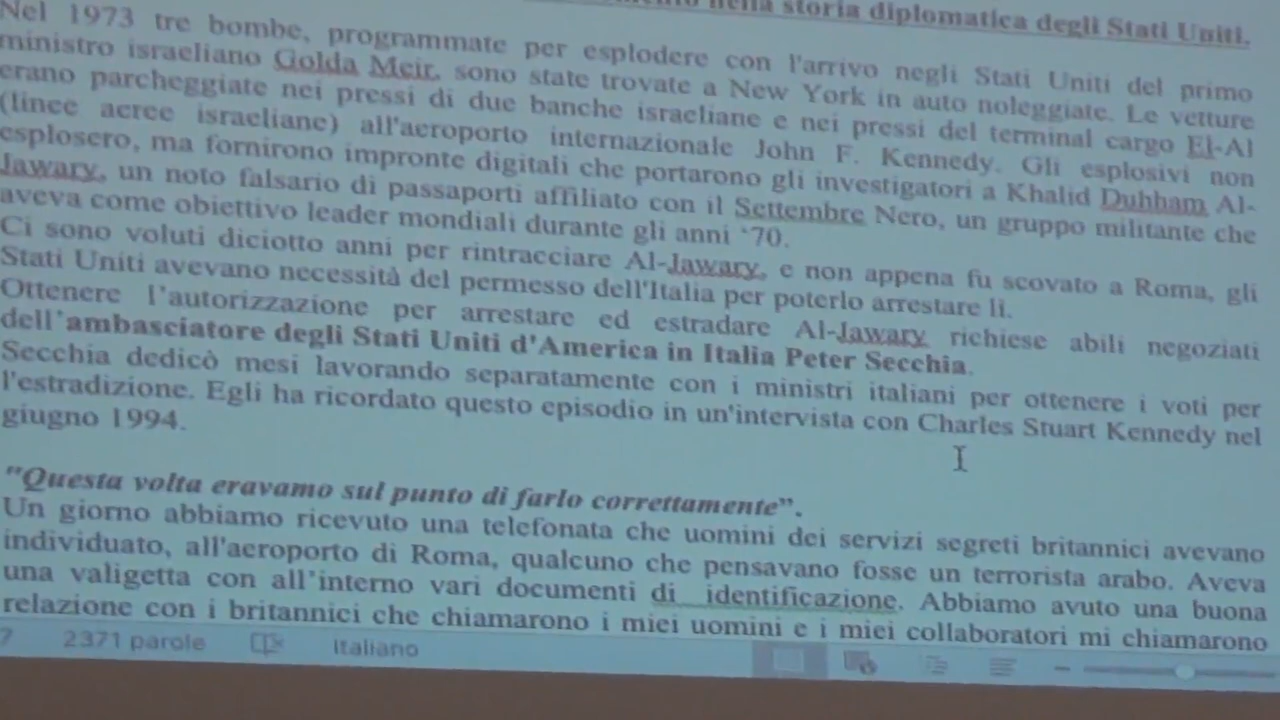 nella storia diplomatica degli Stati Uniti.
Nel 1973 tre bombe, programmate per esplodere con l'arrivo negli Stati Uniti del primo
ministro israeliano Golda Meir, sono state trovate a New York in auto noleggiate. Le vetture
erano parcheggiate nei pressi di due banche israeliane e nei pressi del terminal cargo El-Al
(linee aeree israeliane) all'aeroporto internazionale John F. Kennedy. Gli esplosivi non
esplosero, ma fornirono impronte digitali che portarono gli investigatori a Khalid Duhham Al-
Jawary, un noto falsario di passaporti affiliato con il Settembre Nero, un gruppo militante che
aveva come obiettivo leader mondiali durante gli anni '70.
Ci sono voluti diciotto anni per rintracciare Al-Jawary, e non appena fu scovato a Roma, gli
Stati Uniti avevano necessità del permesso dell'Italia per poterlo arrestare lì.
Ottenere l'autorizzazione per arrestare ed estradare Al-Jawary richiese abili negoziati
dell'ambasciatore degli Stati Uniti d'America in Italia Peter Secchia.
Secchia dedicò mesi lavorando separatamente con i ministri italiani per ottenere i voti per
l'estradizione. Egli ha ricordato questo episodio in un'intervista con Charles Stuart Kennedy nel
giugno 1994.
"Questa volta eravamo sul punto di farlo correttamente".
Un giorno abbiamo ricevuto una telefonata che uomini dei servizi segreti britannici avevano
individuato, all'aeroporto di Roma, qualcuno che pensavano fosse un terrorista arabo. Aveva
una valigetta con all'interno vari documenti di identificazione. Abbiamo avuto una buona
relazione con i britannici che chiamarono i miei uomini e i miei collaboratori mi chiamarono
7 2371 parole Italiano